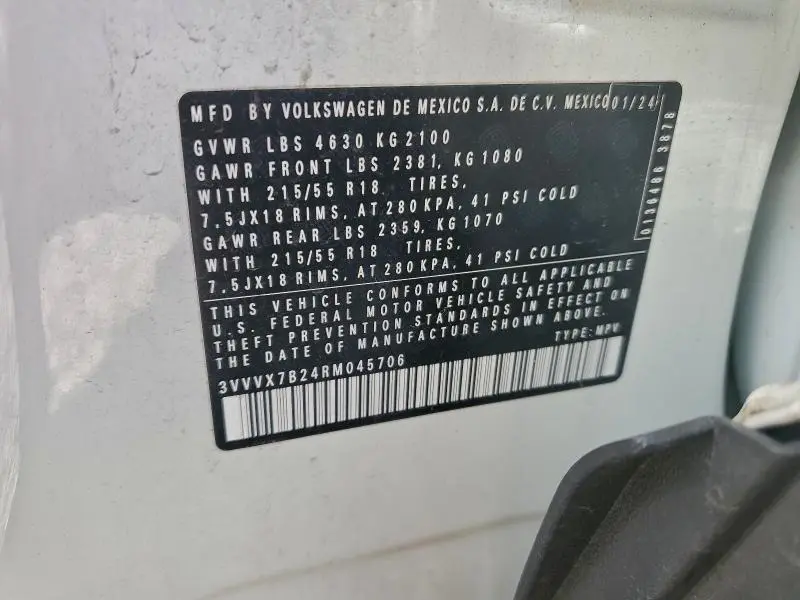 MFD BY VOLKSWAGEN DE MEXICO S.A. DE C.V. MEXICO 01/24
GVWR LBS 4630 KG 2100
GAWR FRONT LBS 2381, KG 1080
WITH 215/55 R18 TIRES,
7,5JX18 RIMS, AT 280 KPA, 41 PSI COLD
GAWR REAR LBS 2359, KG 1070
WITH 215/55 R18 TIRES,
7,5JX18 RIMS, AT 280 KPA, 41 PSI COLD
0136486 3878
THIS VEHICLE CONFORMS TO ALL APPLICABLE
U.S. FEDERAL MOTOR VEHICLE SAFETY AND
THEFT PREVENTION STANDARDS IN EFFECT ON
THE DATE OF MANUFACTURE SHOWN ABOVE.
TYPE: MPV
3VVVX7B24RM045706